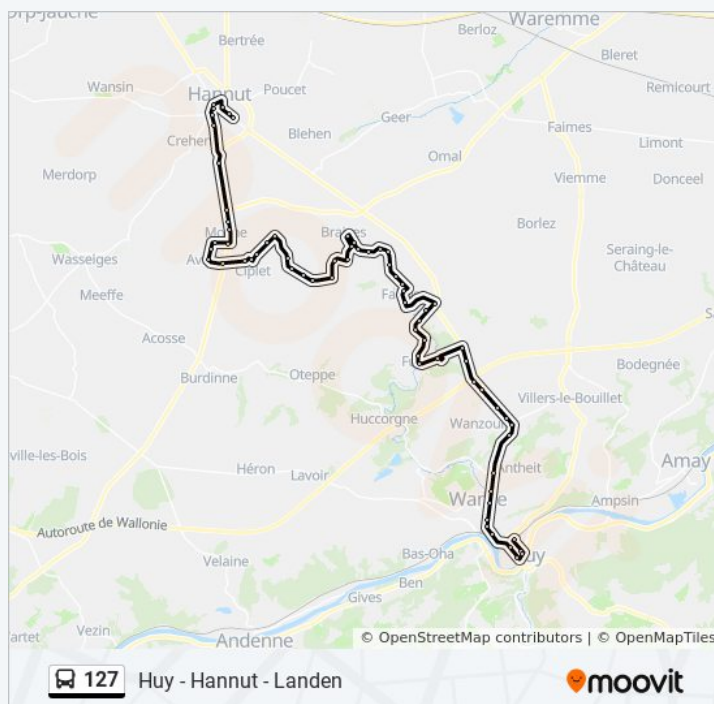 orp-Jauche
Bertrée
Berloz
Waremme
Bleret
Wansin
Hannut
Poucet
Remicourt
Geer
Faimes
Crehen
Blehen
Limont
Omal
Merdorp
Viemme
Donceel
Borlez
Braives
Wasseiges
Ciplet
Seraing-le-
Château
Meeffe
Acosse
Bodegnée
Burdinne
Oteppe
Villers-le-Bouillet
Huccorgne
Wanzoul
ville-les-Bois
Héron
Lavoir
Antheit
Amay
Ampsin
Autoroute de Wallonie
Bas-Oha
Velaine
Ben
Gives
Vezin
Andenne
© OpenStreetMap contributors | © OpenMapTiles
127 Huy - Hannut - Landen
moovit